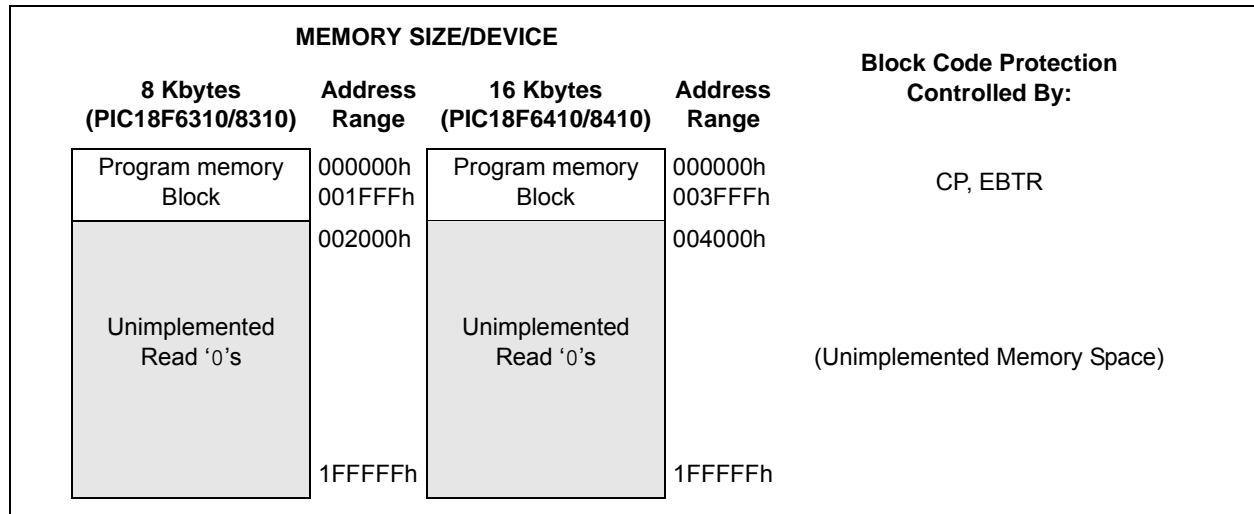 MEMORY SIZE/DEVICE
Block Code Protection
Controlled By:
8 Kbytes
(PIC18F6310/8310)
Address
Range
16 Kbytes
(PIC18F6410/8410)
Address
Range
Program memory
Block
000000h
001FFFh
Program memory
Block
000000h
003FFFh
CP, EBTR
002000h
004000h
Unimplemented
Read ‘0’s
Unimplemented
Read ‘0’s
(Unimplemented Memory Space)
1FFFFFh
1FFFFFh